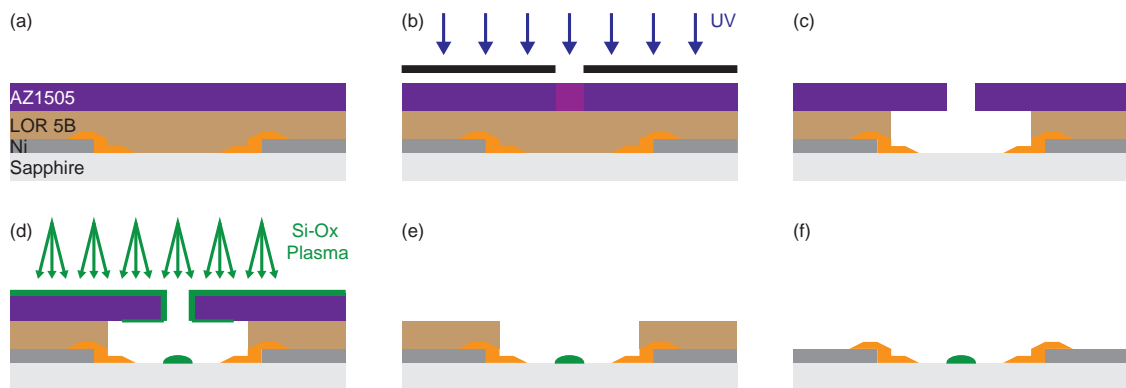 (a)
(b)
UV
(c)
AZ1505
LOR 5B
Ni
Sapphire
(d)
Si-Ox
Plasma
(e)
(f)